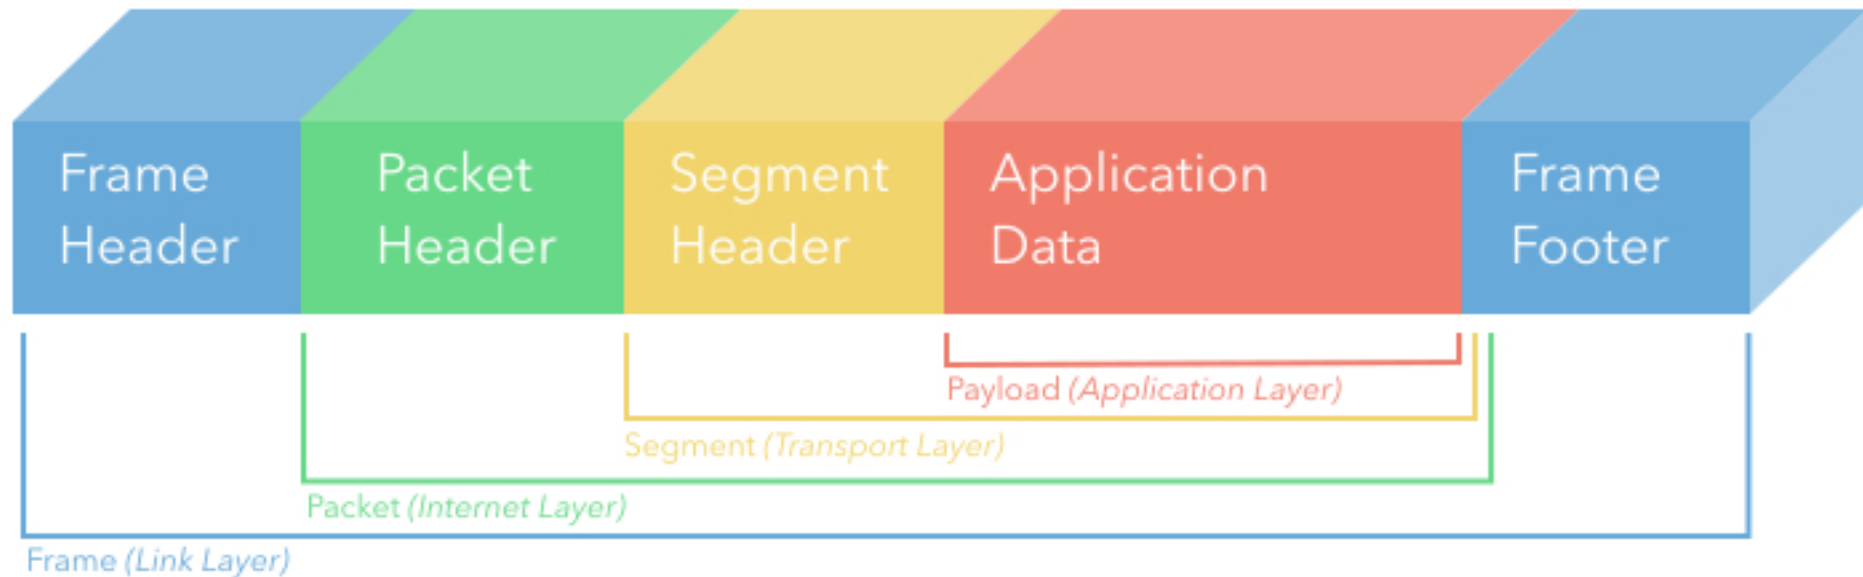 Frame
Header
Packet
Header
Segment
Header
Application
Data
Frame
Footer
Payload (Application Layer)
Segment (Transport Layer)
Packet (Internet Layer)
Frame (Link Layer)